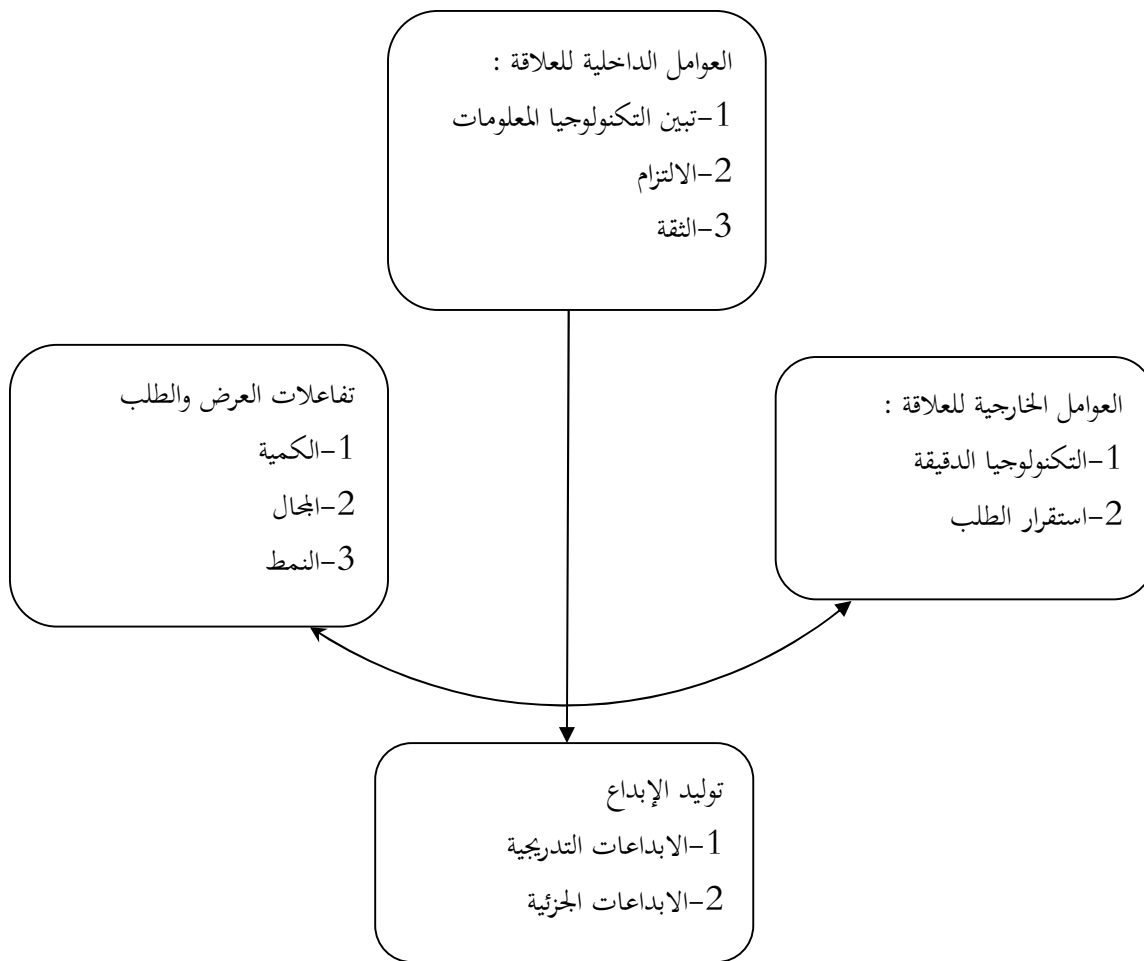 العوامل الداخلية للعلاقة :
1-تبين التكنولوجيا المعلومات
2-الالتزام
3-الثقة
العوامل الخارجية للعلاقة :
1-التكنولوجيا الدقيقة
2-استقرار الطلب
تفاعلات العرض والطلب
1-الكمية
2-المجال
3-النمط
توليد الإبداع
1-الابداعات التدريجية
2-الابداعات الجزئية